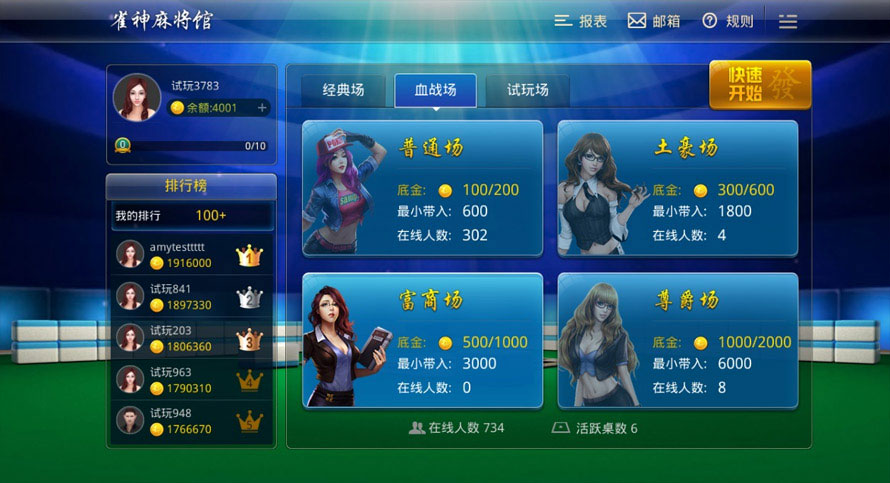 雀神麻将馆
报表
邮箱
规则
试玩3783
余额:4001
0
0/10
排行榜
我的排行 100+
amytesttttt
1916000
1
试玩841
1897330
2
试玩203
1806360
3
试玩963
1790310
4
试玩948
1766670
5
经典场
血战场
试玩场
快速
开始
發
普通场
底金: 100/200
最小带入: 600
在线人数: 302
土豪场
底金: 300/600
最小带入: 1800
在线人数: 4
富商场
底金: 500/1000
最小带入: 3000
在线人数: 0
尊爵场
底金: 1000/2000
最小带入: 6000
在线人数: 8
在线人数 734
活跃桌数 6